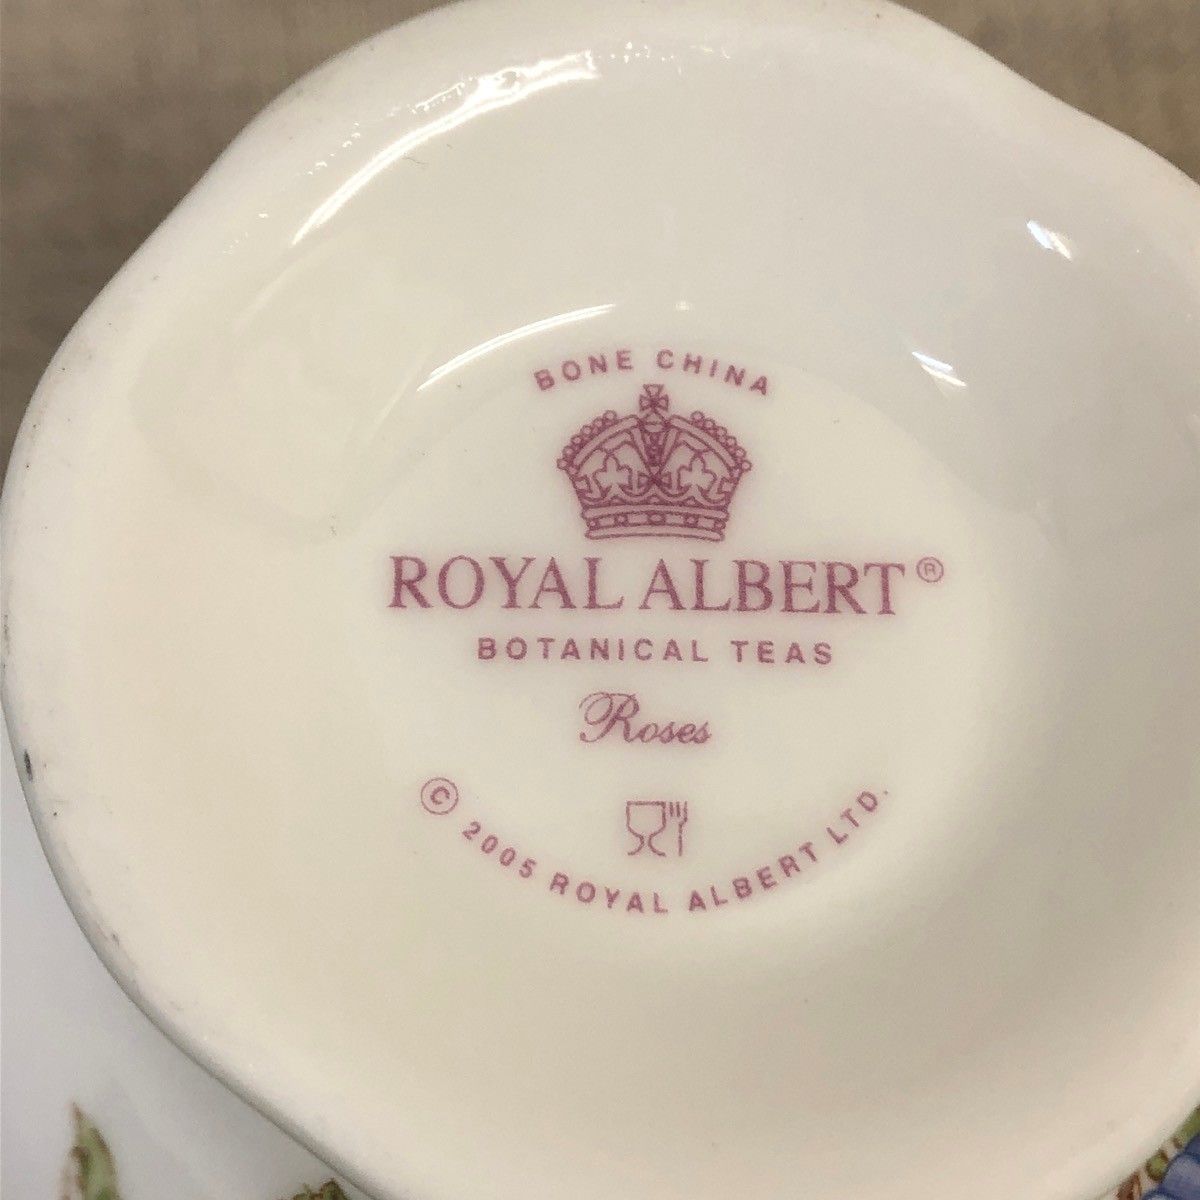 BONE CHINA
ROYAL ALBERT®
BOTANICAL TEAS
Roses
© 2005 ROYAL ALBERT LTD.